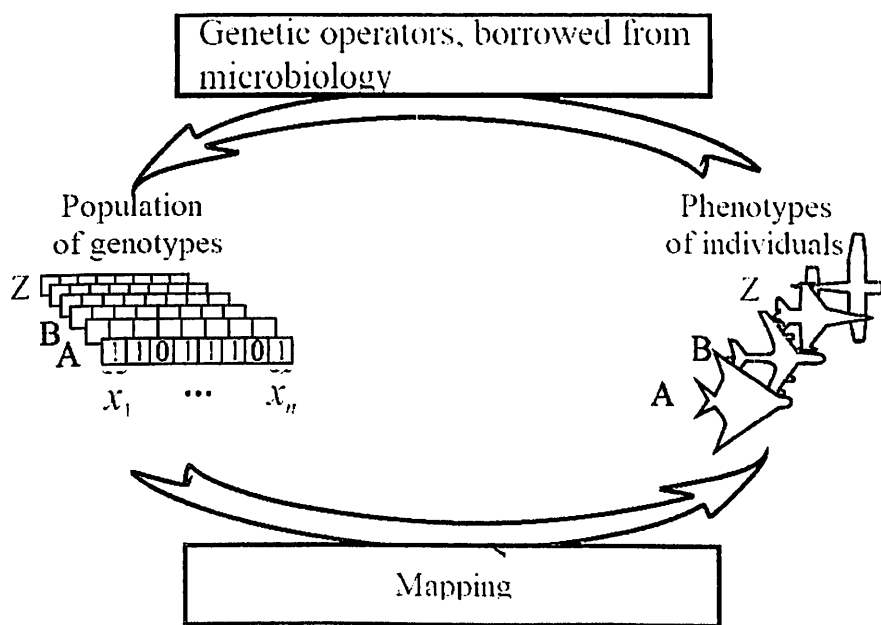 Genetic operators, borrowed from
microbiology
Population
of genotypes
Z
B
A
1 1 0 1 1 1 0 1
x₁ ... xₙ
Phenotypes
of individuals
Z
B
A
Mapping